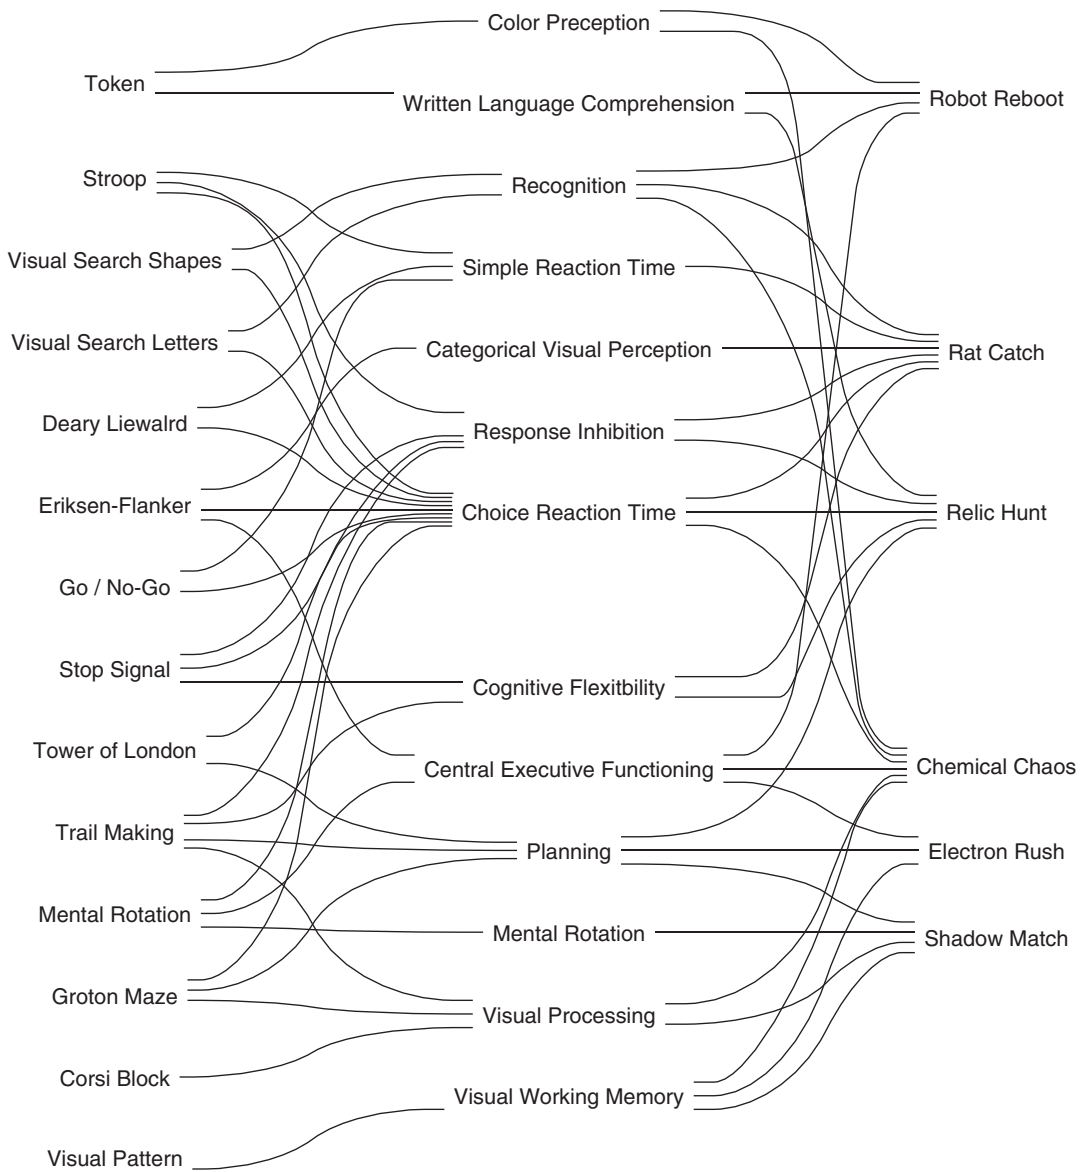 Token
Stroop
Visual Search Shapes
Visual Search Letters
Deary Liewalrd
Eriksen-Flanker
Go / No-Go
Stop Signal
Tower of London
Trail Making
Mental Rotation
Groton Maze
Corsi Block
Visual Pattern
Color Preception
Written Language Comprehension
Recognition
Simple Reaction Time
Categorical Visual Perception
Response Inhibition
Choice Reaction Time
Cognitive Flexitbility
Central Executive Functioning
Planning
Mental Rotation
Visual Processing
Visual Working Memory
Robot Reboot
Rat Catch
Relic Hunt
Chemical Chaos
Electron Rush
Shadow Match